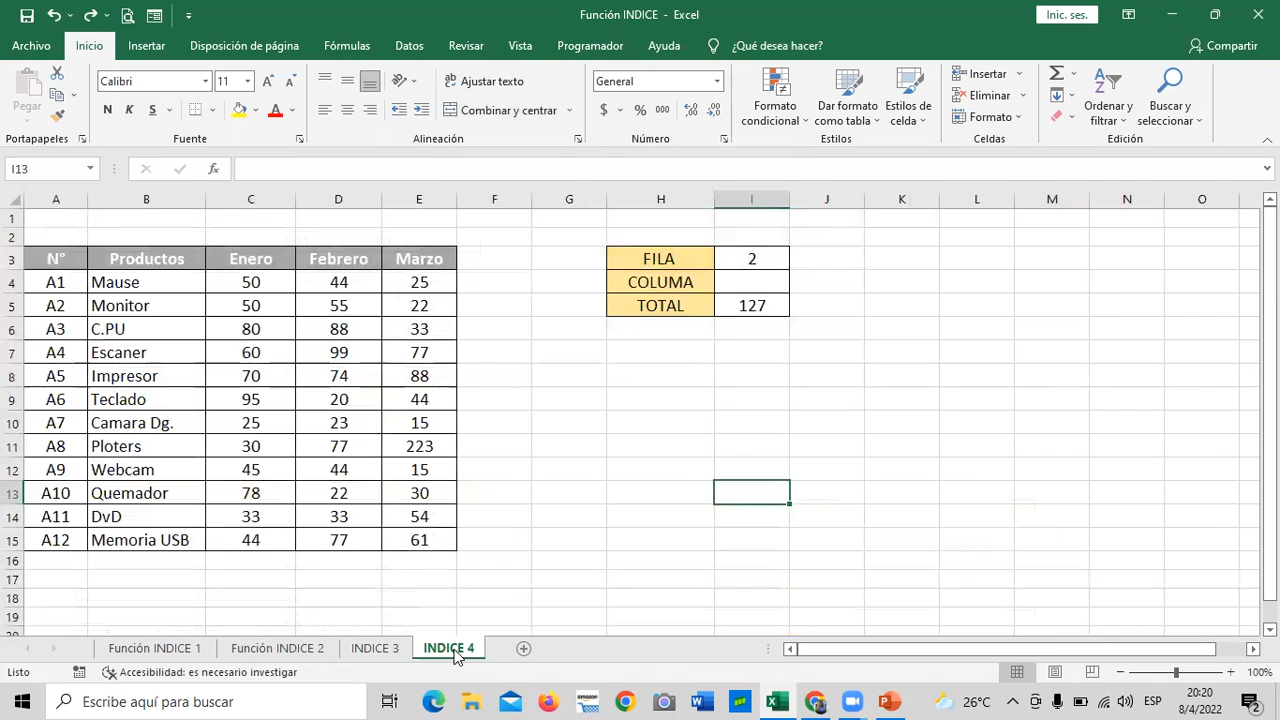 Función INDICE - Excel
Inic. ses.
Archivo Inicio Insertar Disposición de página Fórmulas Datos Revisar Vista Programador Ayuda ¿Qué desea hacer? Compartir
Pegar
Calibri 11
N K S
Ajustar texto
Combinar y centrar
General
$ % 000
Formato condicional
Dar formato como tabla
Estilos de celda
Insertar
Eliminar
Formato
Ordenar y filtrar
Buscar y seleccionar
Portapapeles Fuente Alineación Número Estilos Celdas Edición
I13 fx
A B C D E F G H I J K L M N O
1
2
3 N° Productos Enero Febrero Marzo FILA 2
4 A1 Mause 50 44 25 COLUMA
5 A2 Monitor 50 55 22 TOTAL 127
6 A3 C.PU 80 88 33
7 A4 Escaner 60 99 77
8 A5 Impresor 70 74 88
9 A6 Teclado 95 20 44
10 A7 Camara Dg. 25 23 15
11 A8 Ploters 30 77 223
12 A9 Webcam 45 44 15
13 A10 Quemador 78 22 30
14 A11 DvD 33 33 54
15 A12 Memoria USB 44 77 61
16
17
18
19
20
Función INDICE 1 Función INDICE 2 INDICE 3 INDICE 4
Listo Accesibilidad: es necesario investigar 100%
Escribe aquí para buscar
amazon
26°C
ESP
20:20
8/4/2022
2